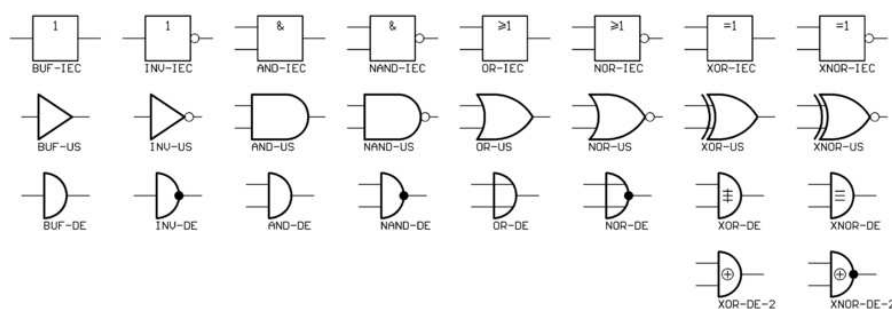 1 1 & & ≥1 ≥1 =1 =1
BUF-IEC INV-IEC AND-IEC NAND-IEC OR-IEC NOR-IEC XOR-IEC XNOR-IEC
BUF-US INV-US AND-US NAND-US OR-US NOR-US XOR-US XNOR-US
BUF-DE INV-DE AND-DE NAND-DE OR-DE NOR-DE XOR-DE XNOR-DE
XOR-DE-2 XNOR-DE-2